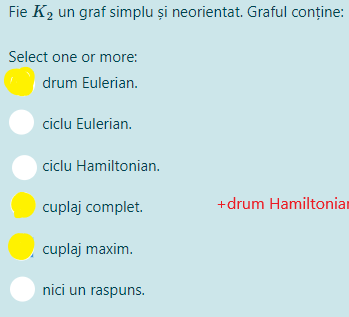 Fie K₂ un graf simplu și neorientat. Graful conține:
Select one or more:
drum Eulerian.
ciclu Eulerian.
ciclu Hamiltonian.
cuplaj complet.
+drum Hamiltonian
cuplaj maxim.
nici un raspuns.